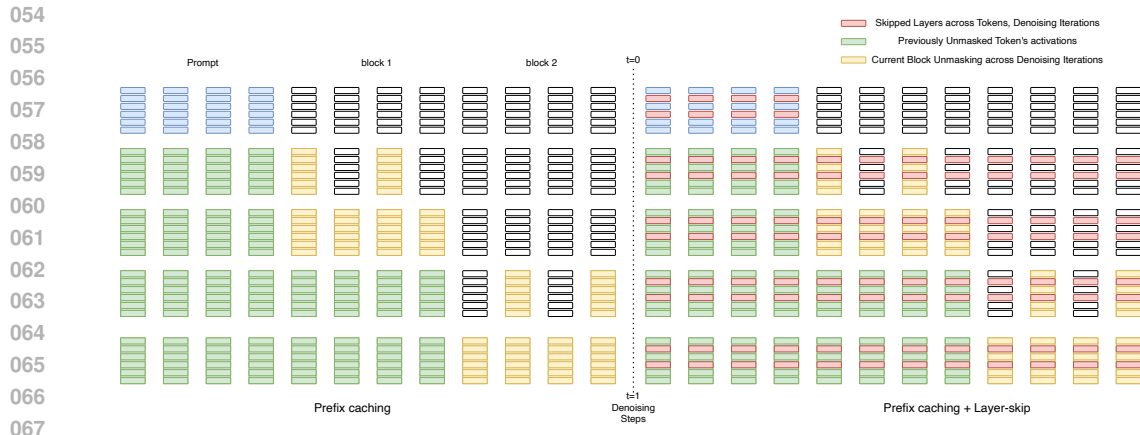 054
055
056
057
058
059
060
061
062
063
064
065
066
067
Skipped Layers across Tokens, Denoising Iterations
Previously Unmasked Token's activations
Current Block Unmasking across Denoising Iterations
Prompt
block 1
block 2
t=0
t=1
Denoising
Steps
Prefix caching
Prefix caching + Layer-skip